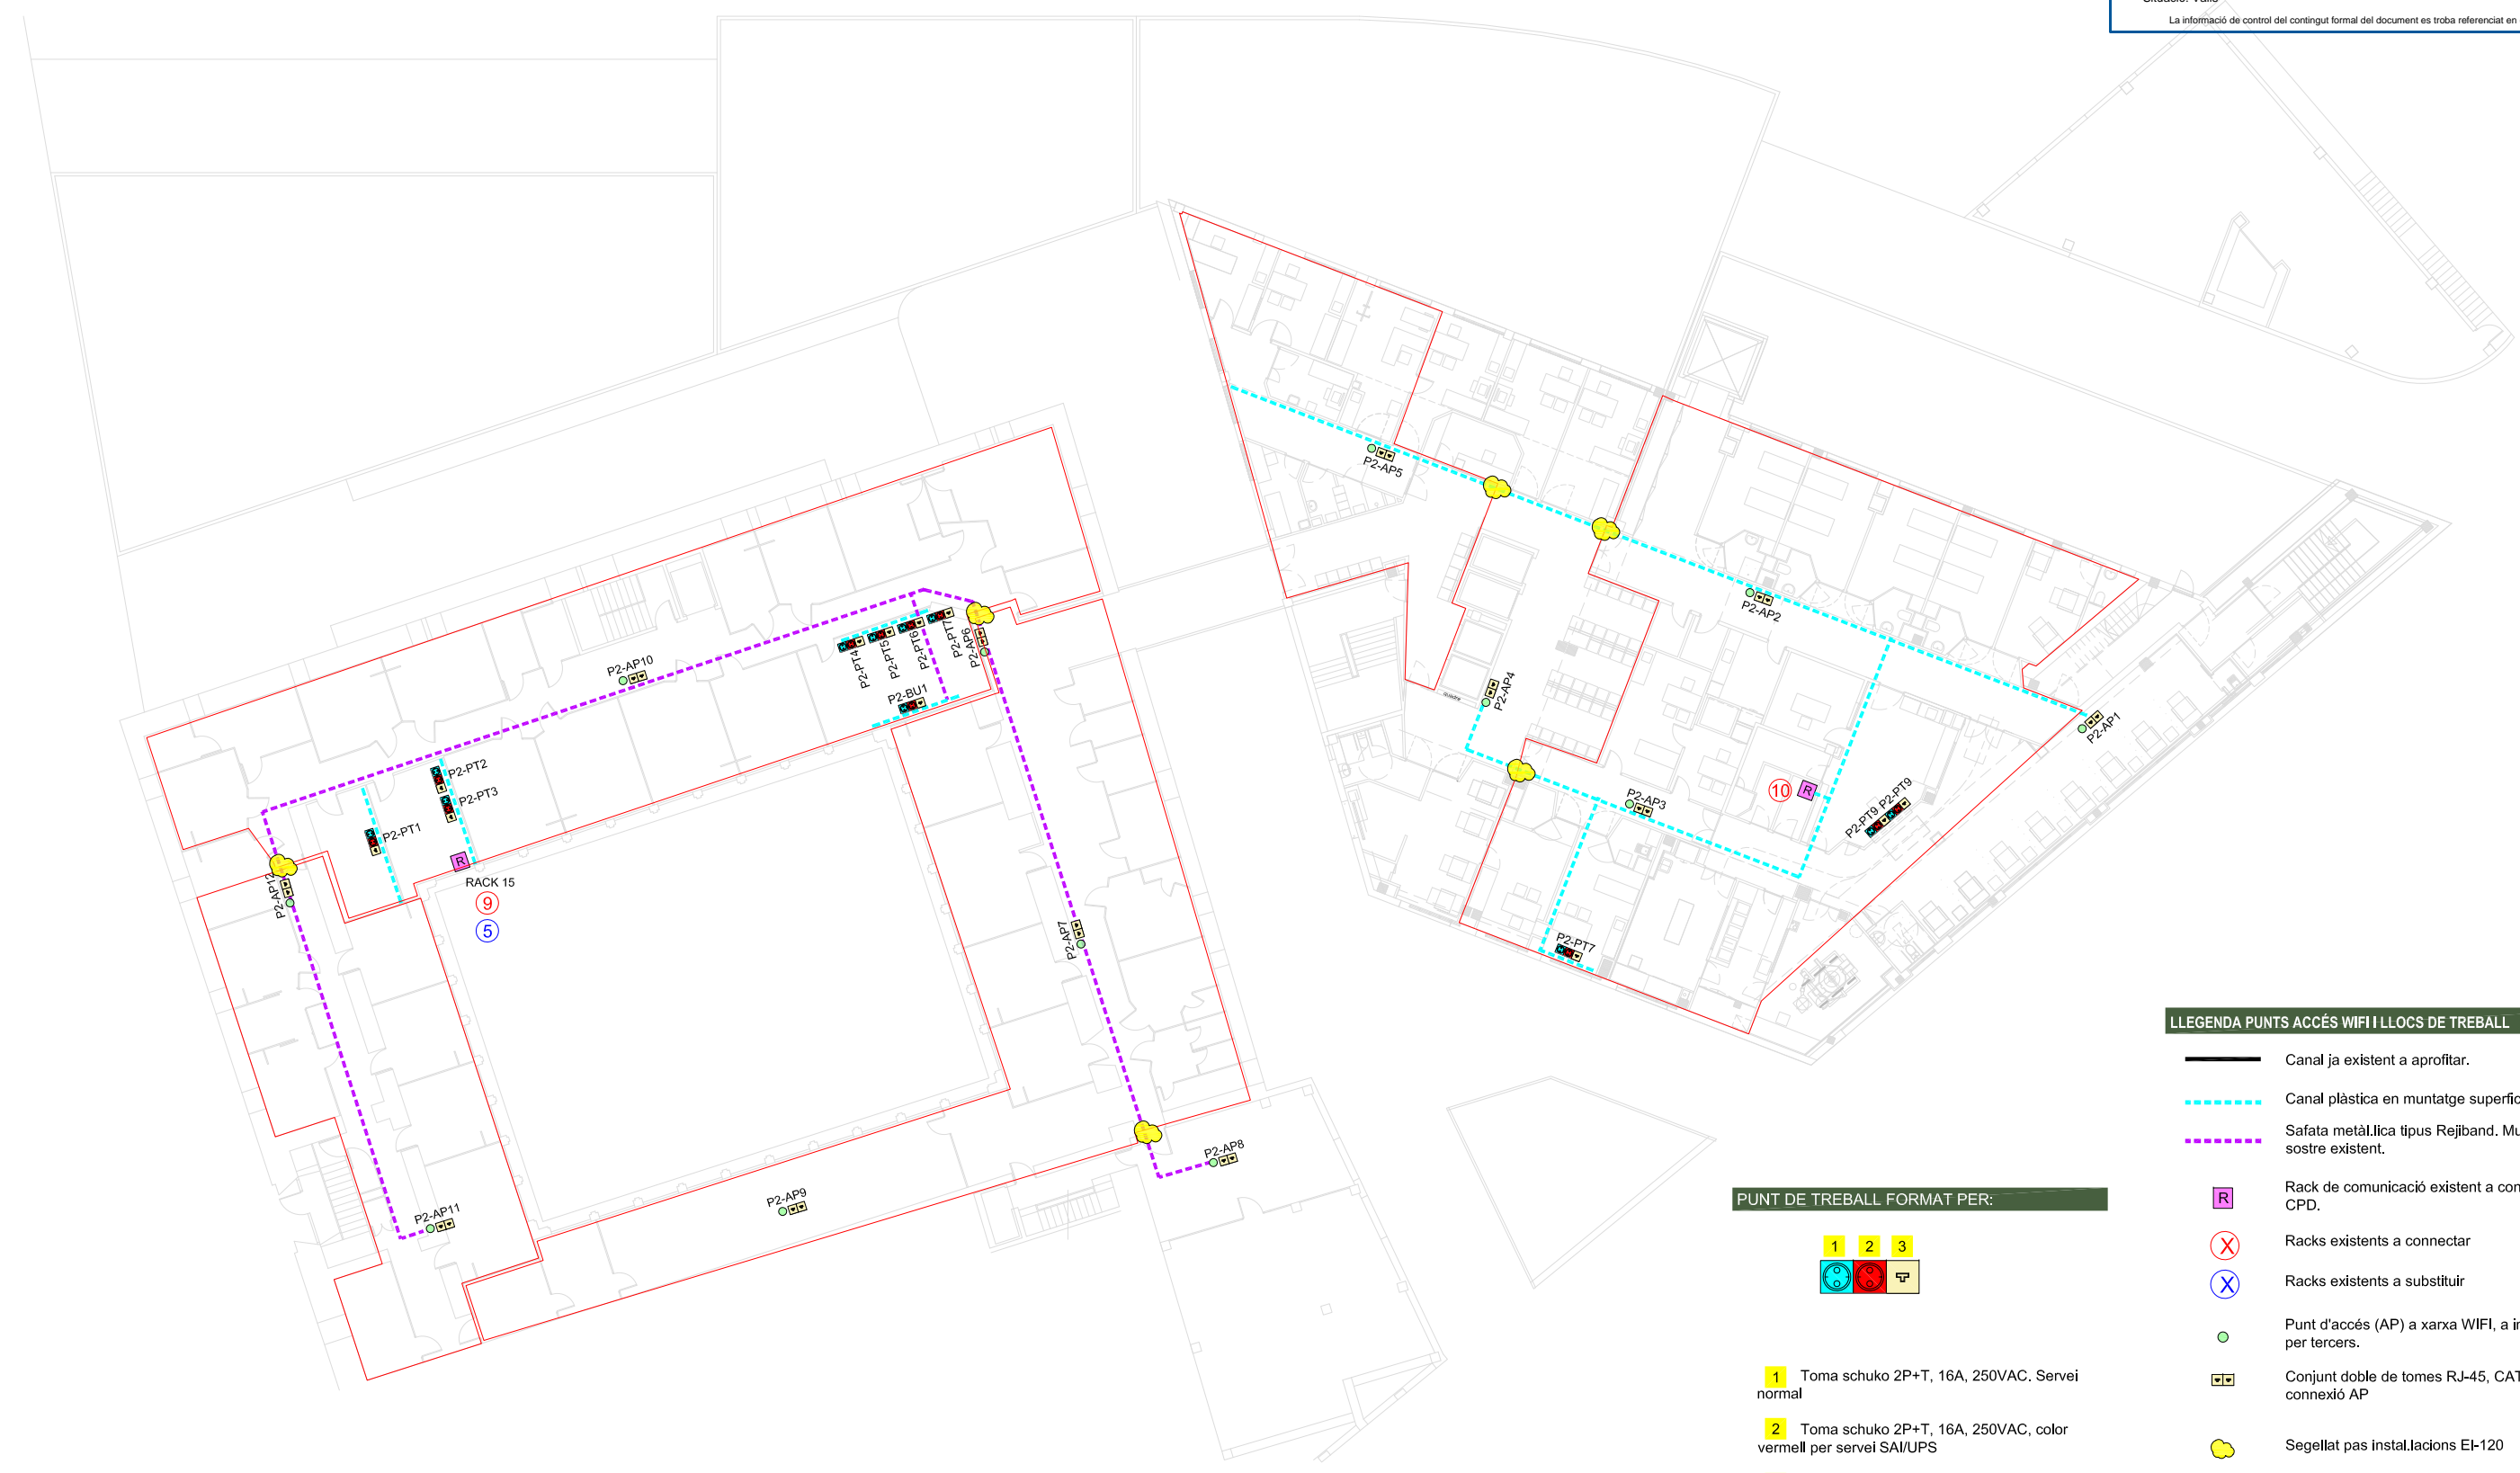 La informació de control del contingut formal del document es troba referenciat en
P2-AP5
P2-AP2
P2-AP10
P2-PT4
P2-PT5
P2-PT6
P2-PT7
P2-AP6
P2-BU1
P2-AP4
quadre
P2-AP1
P2-PT2
P2-PT3
P2-PT1
R
RACK 15
9
5
P2-AP12
10
R
P2-AP3
P2-PT9
P2-PT9
P2-AP7
P2-PT7
P2-AP8
P2-AP9
P2-AP11
LLEGENDA PUNTS ACCÉS WIFI I LLOCS DE TREBALL
Canal ja existent a aprofitar.
Canal plàstica en muntatge
Safata metàl.lica tipus Rejiband.
sostre existent.
R
Rack de comunicació existent a
CPD.
X
Racks existents a connectar
X
Racks existents a substituir
Punt d'accés (AP) a xarxa WIFI, a
per tercers.
Conjunt doble de tomes RJ-45,
connexió AP
Segellat pas instal.lacions EI-120
PUNT DE TREBALL FORMAT PER:
1 2 3
1 Toma schuko 2P+T, 16A, 250VAC. Servei
normal
2 Toma schuko 2P+T, 16A, 250VAC, color
vermell per servei SAI/UPS